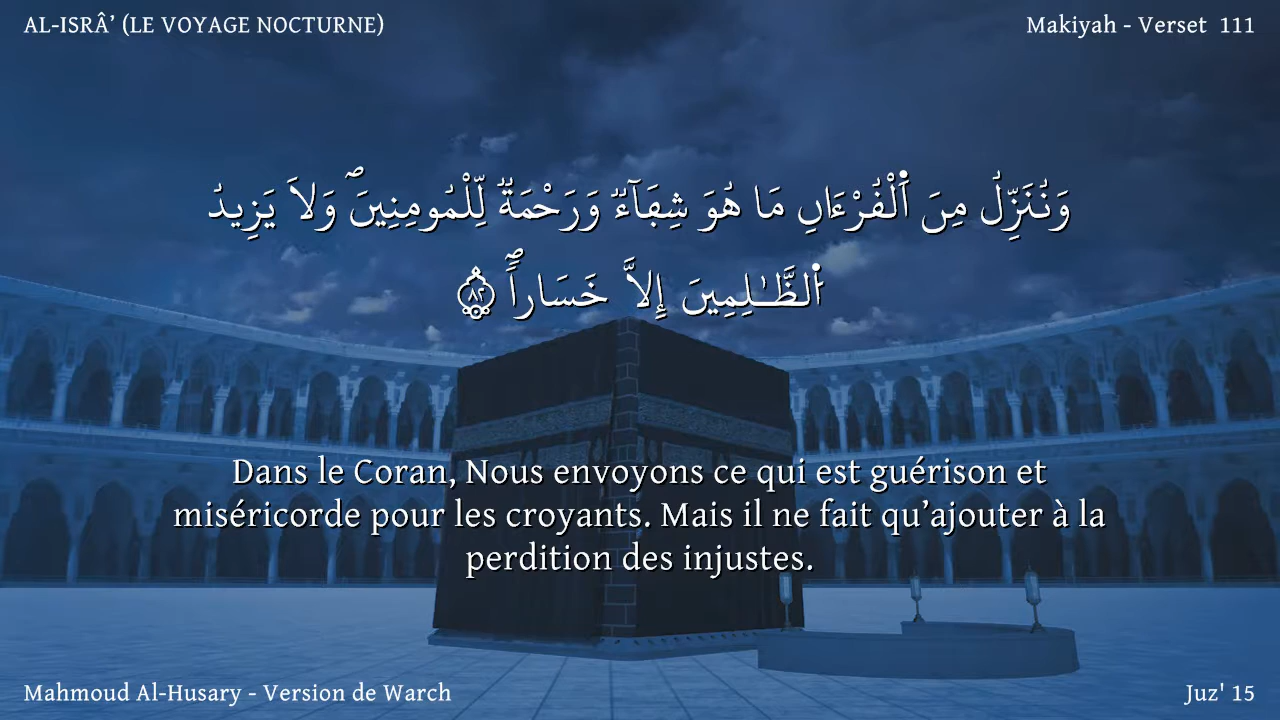 AL-ISRÂ’ (LE VOYAGE NOCTURNE)
Makiyah - Verset 111
وَنُنَزِّلُ مِنَ اَ۬لْقُرْءَانِ مَا هُوَ شِفَآءٞ وَرَحْمَةٞ لِّلْمُومِنِينَۖ وَلَا يَزِيدُ
اُ۬لظَّـٰلِمِينَ إِلَّا خَسَاراٗۖ ۝٨٢
Dans le Coran, Nous envoyons ce qui est guérison et
miséricorde pour les croyants. Mais il ne fait qu’ajouter à la
perdition des injustes.
Mahmoud Al-Husary - Version de Warch
Juz' 15